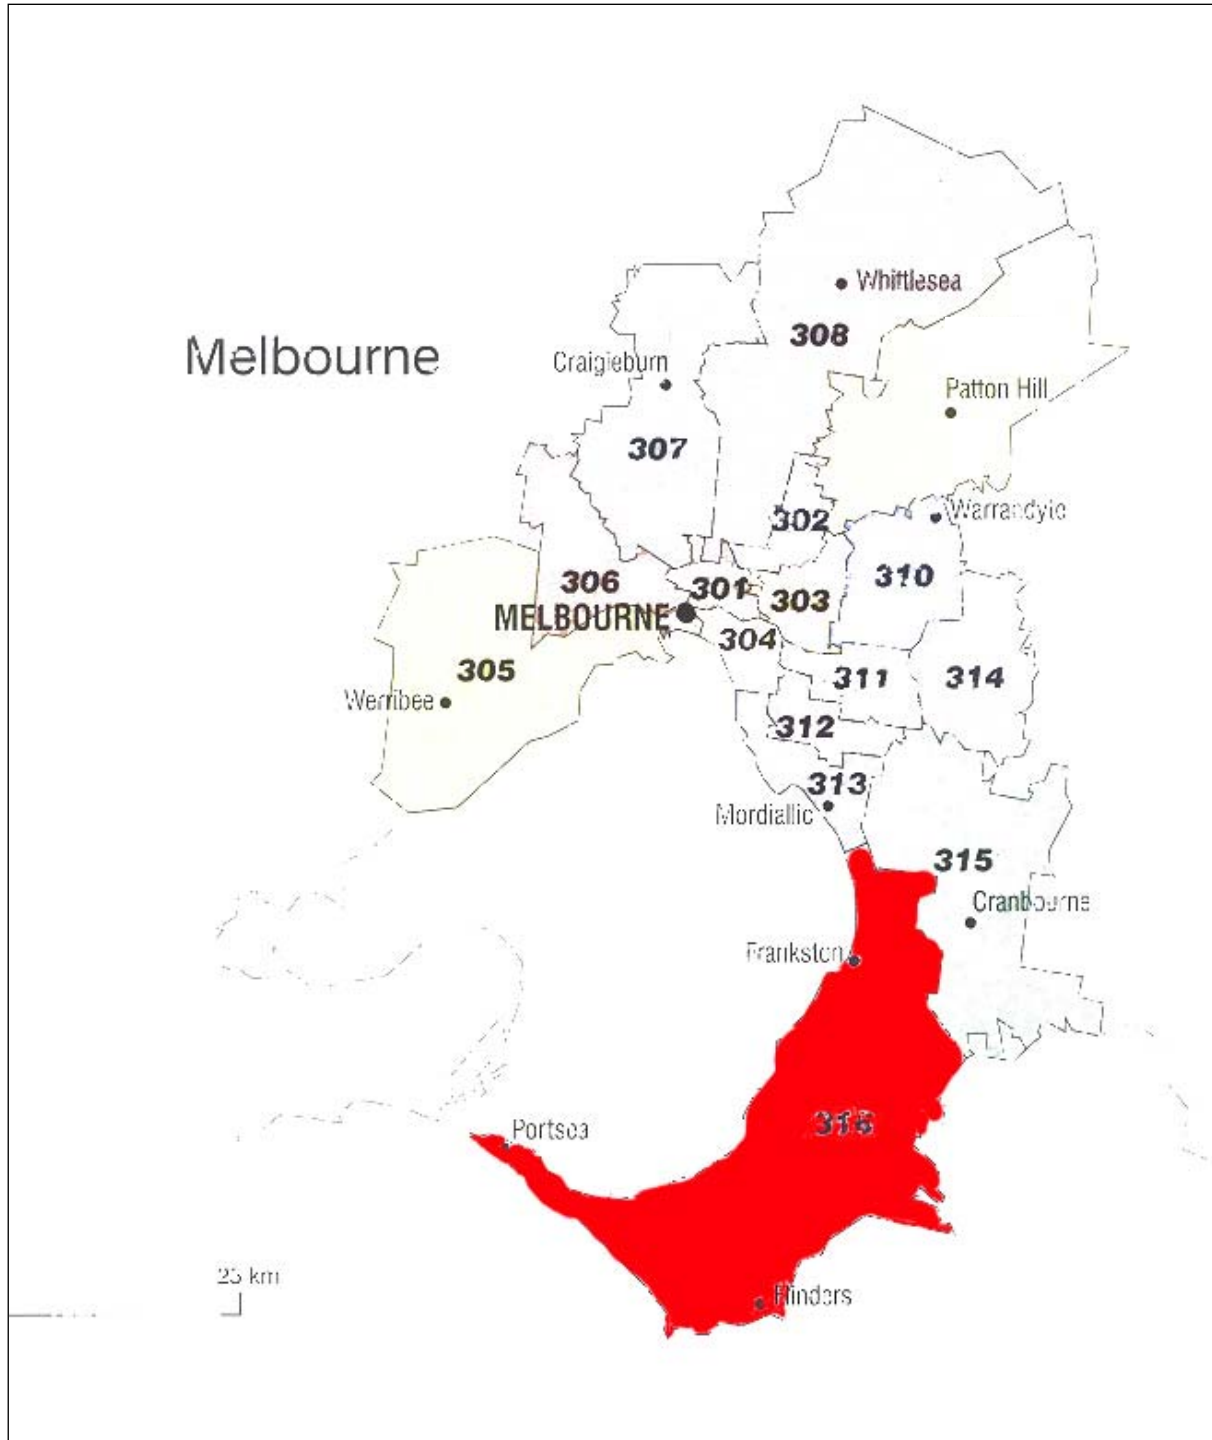 Whittlesea
308
Melbourne
Craigieburn
Patton Hill
307
302
Warrandyte
306
301
303
310
MELBOURNE
304
305
311
314
Werribee
312
313
Mordiallic
315
Cranbourne
Frankston
316
Portsea
25 km
Flinders